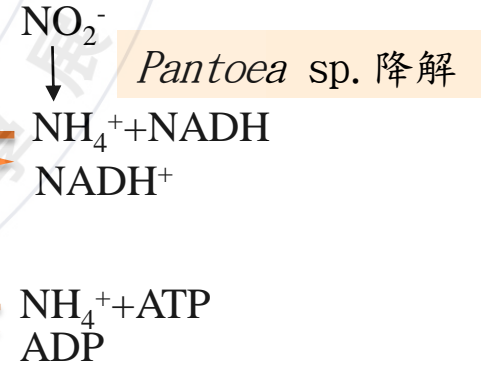 NO₂⁻
Pantoea sp. 降解
NH₄⁺+NADH
NADH⁺
NH₄⁺+ATP
ADP